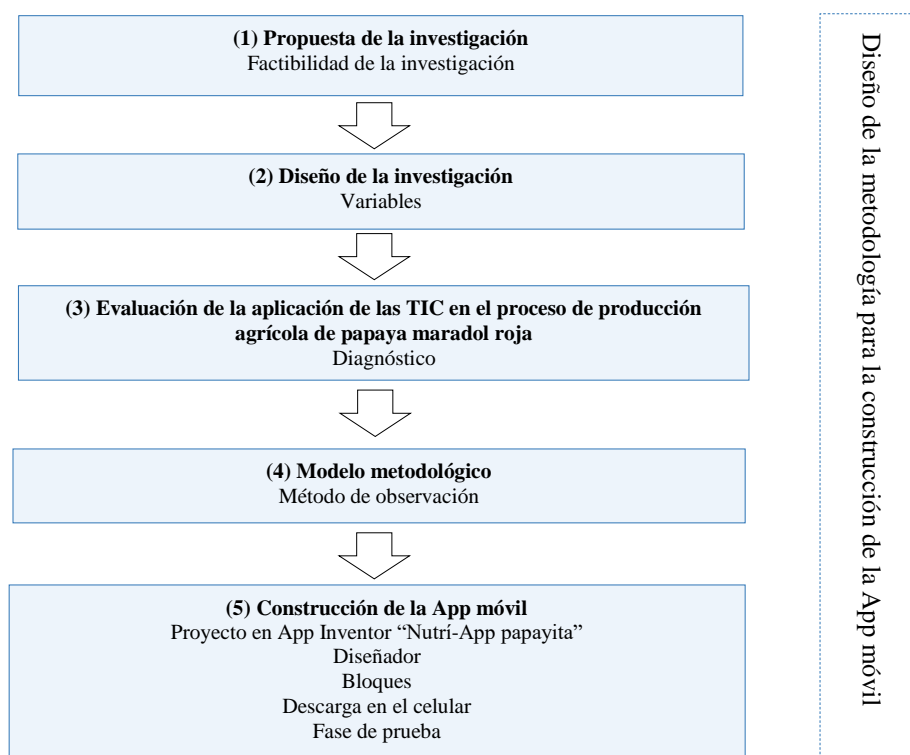 (1) Propuesta de la investigación
Factibilidad de la investigación
(2) Diseño de la investigación
Variables
(3) Evaluación de la aplicación de las TIC en el proceso de producción
agrícola de papaya maradol roja
Diagnóstico
(4) Modelo metodológico
Método de observación
(5) Construcción de la App móvil
Proyecto en App Inventor “Nutrí-App papayita”
Diseñador
Bloques
Descarga en el celular
Fase de prueba
Diseño de la metodología para la construcción de la App móvil